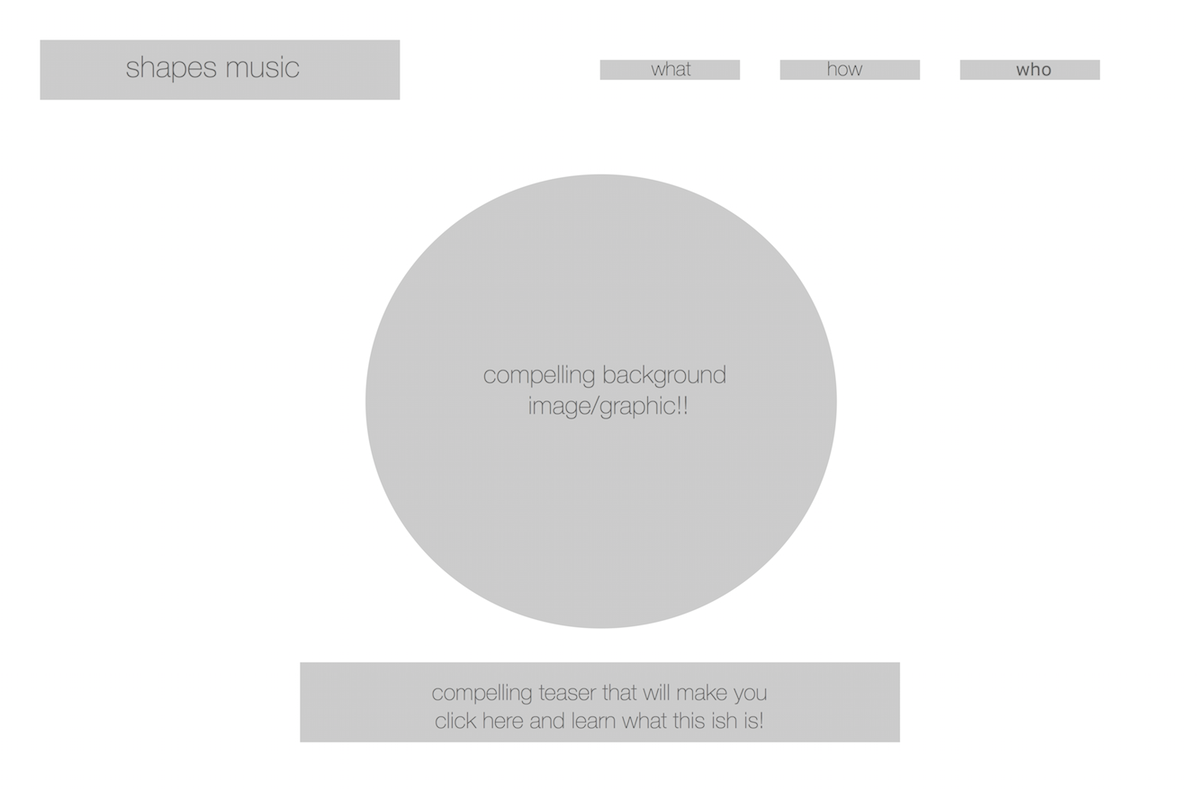 shapes music
what
how
who
compelling background
image/graphic!!
compelling teaser that will make you
click here and learn what this ish is!